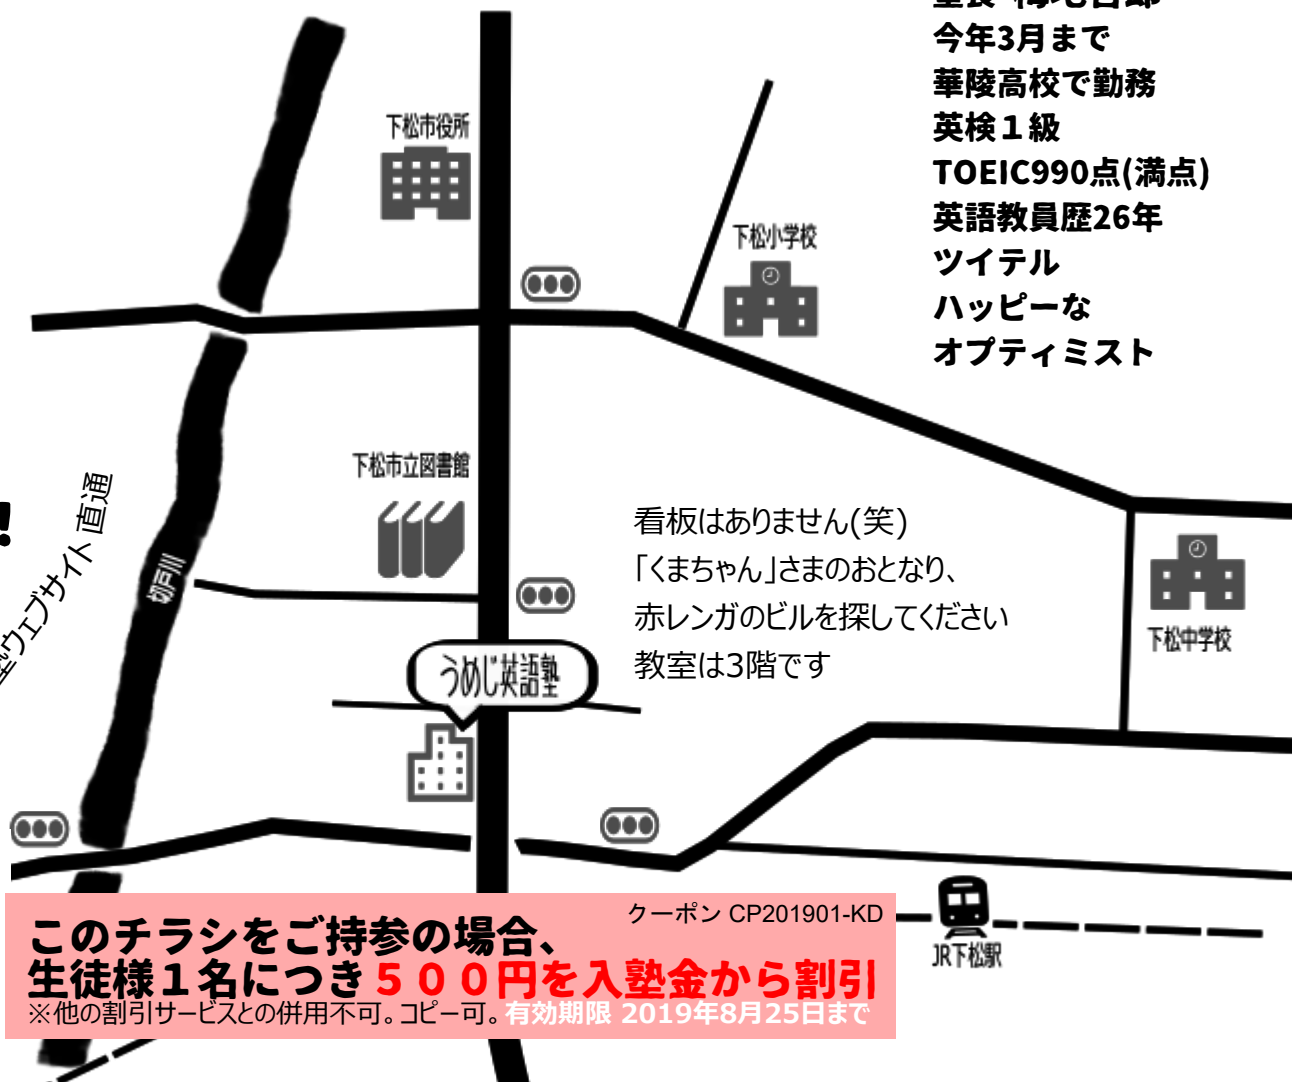 今年3月まで
華陵高校で勤務
英検１級
TOEIC990点(満点)
英語教員歴26年
ツイテル
ハッピーな
オプティミスト
下松市役所
下松小学校
下松市立図書館
!
ウェブサイト 直通
切戸川
看板はありません(笑)
「くまちゃん」さまのおとなり、
赤レンガのビルを探してください
教室は3階です
下松中学校
うめじ英語塾
JR下松駅
クーポン CP201901-KD
このチラシをご持参の場合、
生徒様１名につき５００円を入塾金から割引
※他の割引サービスとの併用不可。コピー可。有効期限 2019年8月25日まで